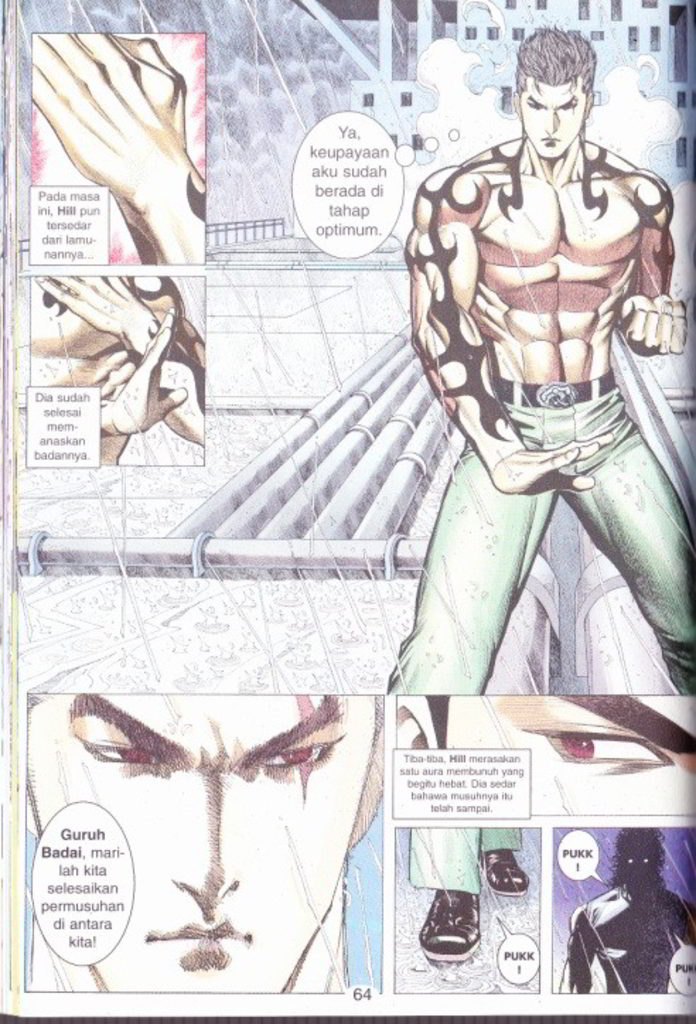 Pada masa
ini, Hill pun
tersedar
dari lamu-
nannya...
Ya,
keupayaan
aku sudah
berada di
tahap
optimum.
Dia sudah
selesai
mem-
anaskan
badannya.
Guruh
Badai, mari-
lah kita
selesaikan
permusuhan
di antara
kita!
Tiba-tiba, Hill merasakan
satu aura membunuh yang
begitu hebat. Dia sedar
bahawa musuhnya itu
telah sampai.
PUKK
!
PUKK
!
PUKK
!
64